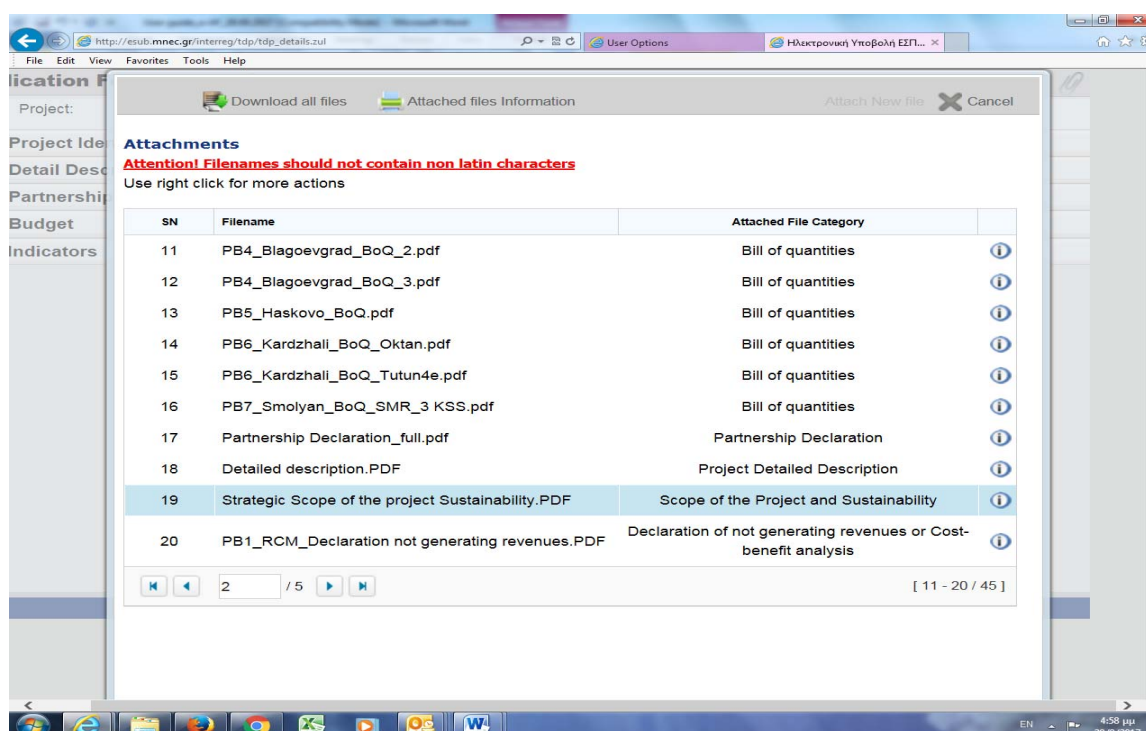 http://esub.mnec.gr/interreg/tdp/tdp_details.zul User Options Ηλεκτρονική Υποβολή ΕΣΠ...
File Edit View Favorites Tools Help
lication F
Download all files Attached files Information Attach New file Cancel
Project:
Project Ide
Attachments
Detail Desc
Attention! Filenames should not contain non latin characters
Use right click for more actions
Partnership
Budget
SN Filename Attached File Category
Indicators
11 PB4_Blagoevgrad_BoQ_2.pdf Bill of quantities
12 PB4_Blagoevgrad_BoQ_3.pdf Bill of quantities
13 PB5_Haskovo_BoQ.pdf Bill of quantities
14 PB6_Kardzhali_BoQ_Oktan.pdf Bill of quantities
15 PB6_Kardzhali_BoQ_Tutun4e.pdf Bill of quantities
16 PB7_Smolyan_BoQ_SMR_3 KSS.pdf Bill of quantities
17 Partnership Declaration_full.pdf Partnership Declaration
18 Detailed description.PDF Project Detailed Description
19 Strategic Scope of the project Sustainability.PDF Scope of the Project and Sustainability
20 PB1_RCM_Declaration not generating revenues.PDF Declaration of not generating revenues or Cost-
benefit analysis
2 / 5 [ 11 - 20 / 45 ]
EN 4:58 μμ